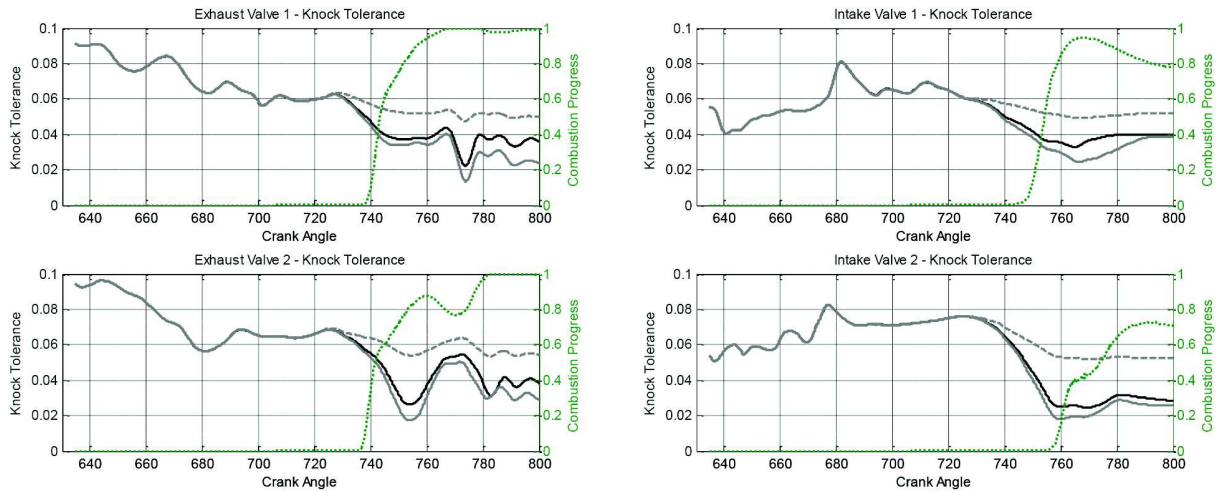 Exhaust Valve 1 - Knock Tolerance
0.1
0.08
0.06
0.04
0.02
0
Knock Tolerance
640 660 680 700 720 740 760 780 800
Crank Angle
1
0.8
0.6
0.4
0.2
0
Combustion Progress
Intake Valve 1 - Knock Tolerance
0.1
0.08
0.06
0.04
0.02
0
Knock Tolerance
640 660 680 700 720 740 760 780 800
Crank Angle
1
0.8
0.6
0.4
0.2
0
Combustion Progress
Exhaust Valve 2 - Knock Tolerance
0.1
0.08
0.06
0.04
0.02
0
Knock Tolerance
640 660 680 700 720 740 760 780 800
Crank Angle
1
0.8
0.6
0.4
0.2
0
Combustion Progress
Intake Valve 2 - Knock Tolerance
0.1
0.08
0.06
0.04
0.02
0
Knock Tolerance
640 660 680 700 720 740 760 780 800
Crank Angle
1
0.8
0.6
0.4
0.2
0
Combustion Progress